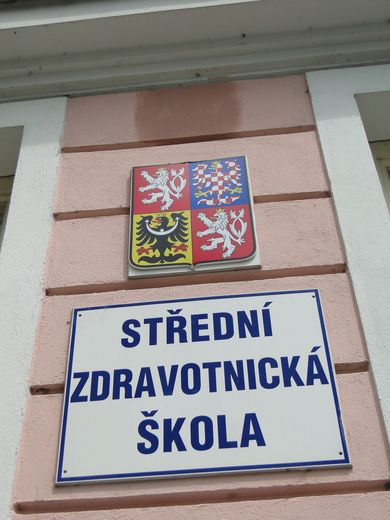 STŘEDNÍ
ZDRAVOTNICKÁ
ŠKOLA